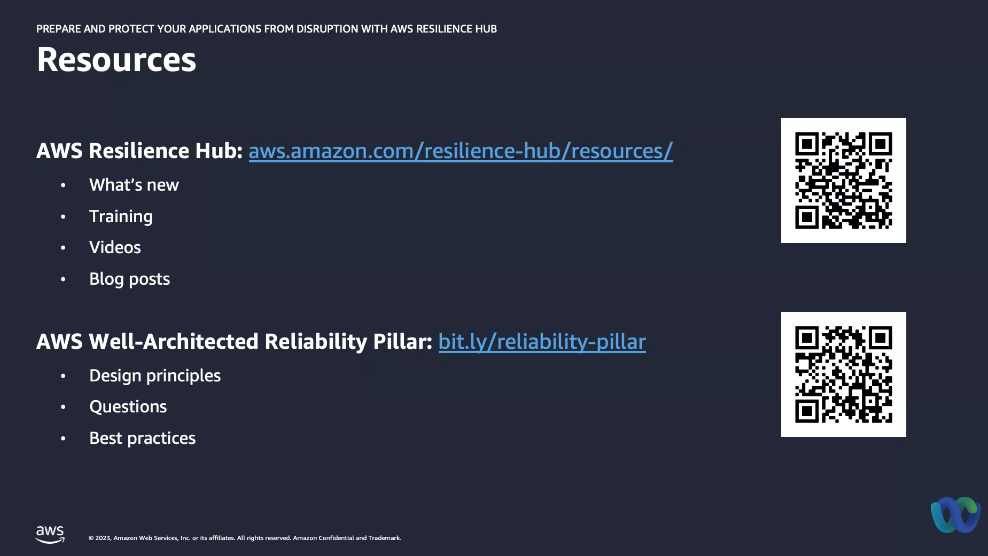 PREPARE AND PROTECT YOUR APPLICATIONS FROM DISRUPTION WITH AWS RESILIENCE HUB
Resources
AWS Resilience Hub: aws.amazon.com/resilience-hub/resources/
• What’s new
• Training
• Videos
• Blog posts
AWS Well-Architected Reliability Pillar: bit.ly/reliability-pillar
• Design principles
• Questions
• Best practices
aws
© 2023, Amazon Web Services, Inc. or its affiliates. All rights reserved. Amazon Confidential and Trademark.